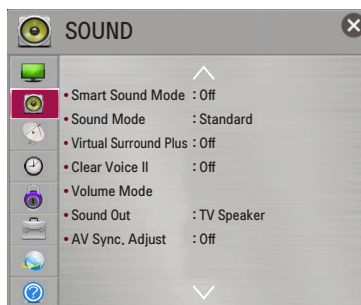 SOUND
• Smart Sound Mode : Off
• Sound Mode : Standard
• Virtual Surround Plus : Off
• Clear Voice II : Off
• Volume Mode
• Sound Out : TV Speaker
• AV Sync. Adjust : Off